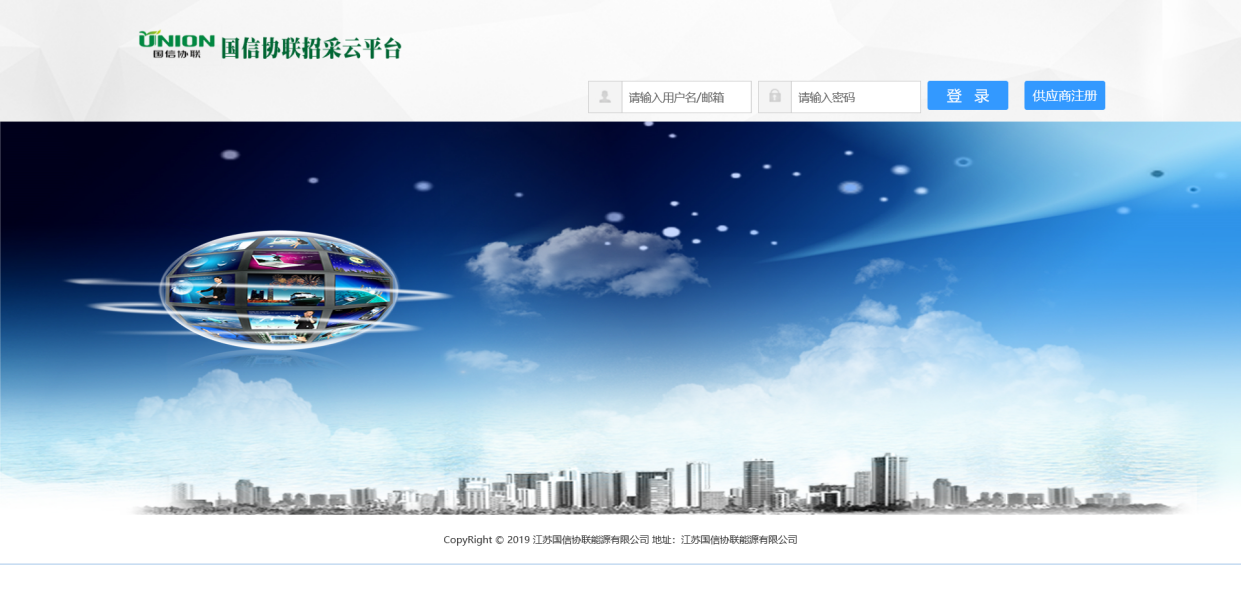 UNION
国信协联
国信协联招采云平台
请输入用户名/邮箱
请输入密码
登 录
供应商注册
CopyRight © 2019 江苏国信协联能源有限公司 地址：江苏国信协联能源有限公司